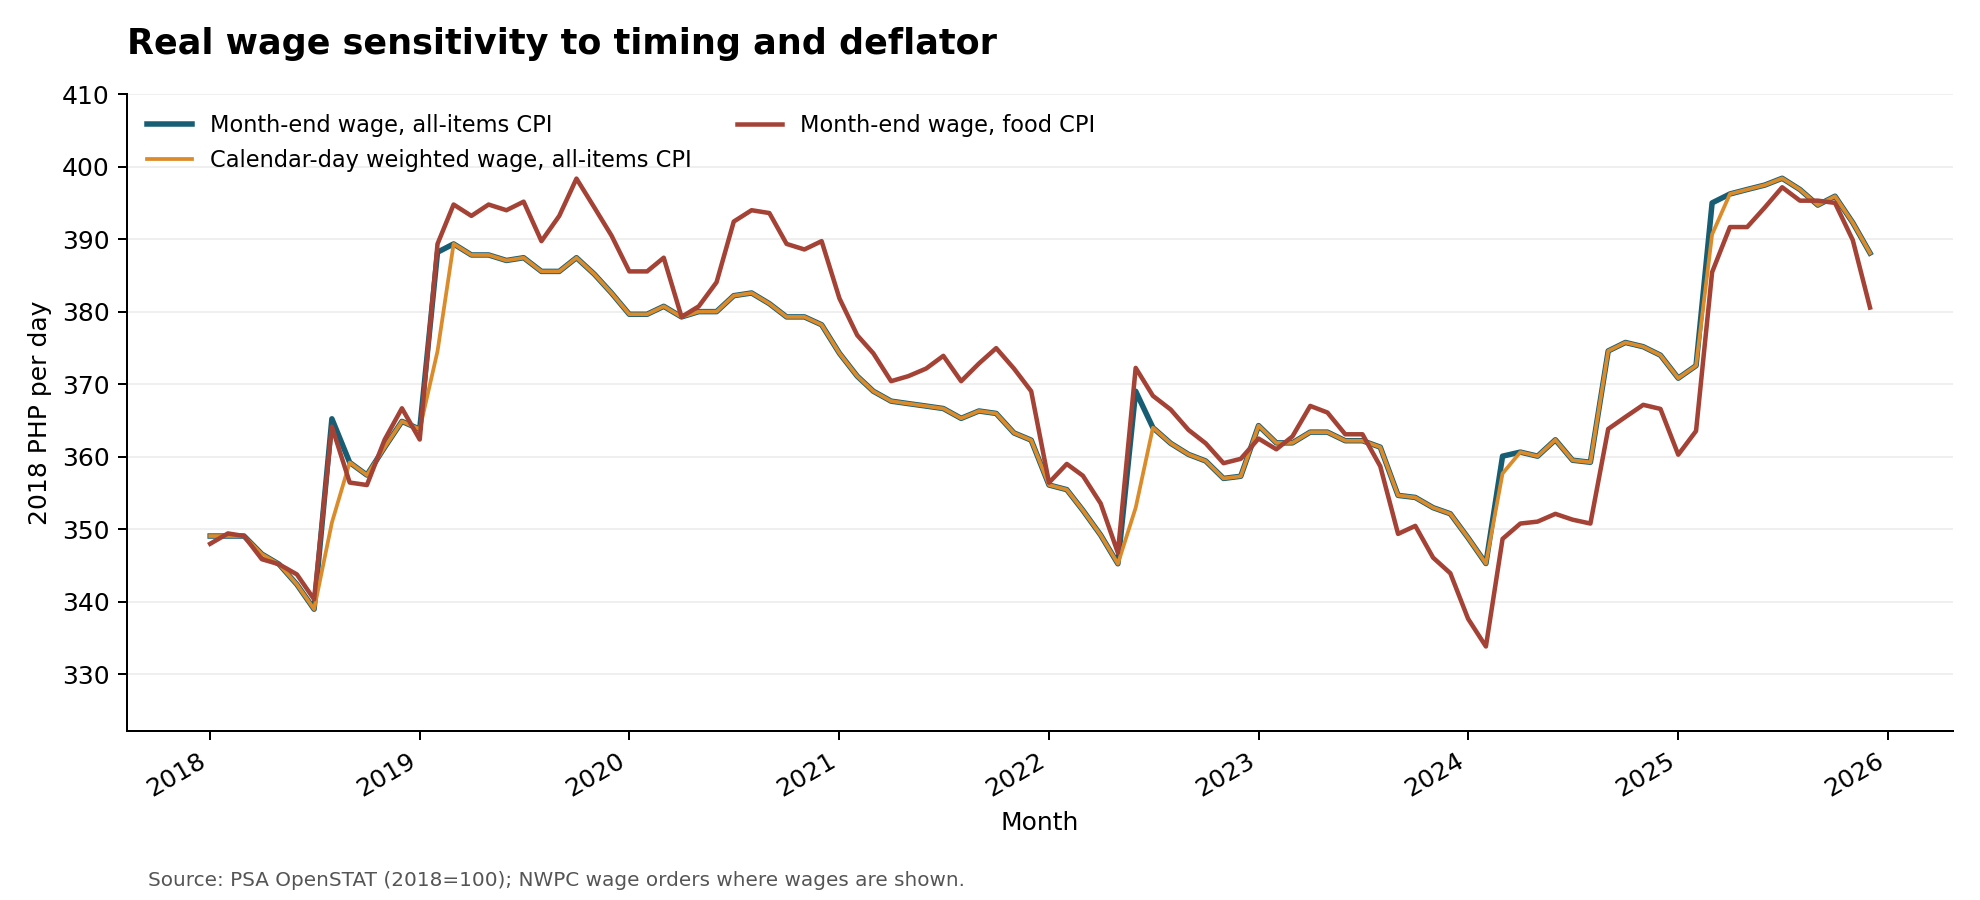 Real wage sensitivity to timing and deflator
Month-end wage, all-items CPI
Calendar-day weighted wage, all-items CPI
Month-end wage, food CPI
2018 PHP per day
410
400
390
380
370
360
350
340
330
2018
2019
2020
2021
2022
2023
2024
2025
2026
Month
Source: PSA OpenSTAT (2018=100); NWPC wage orders where wages are shown.